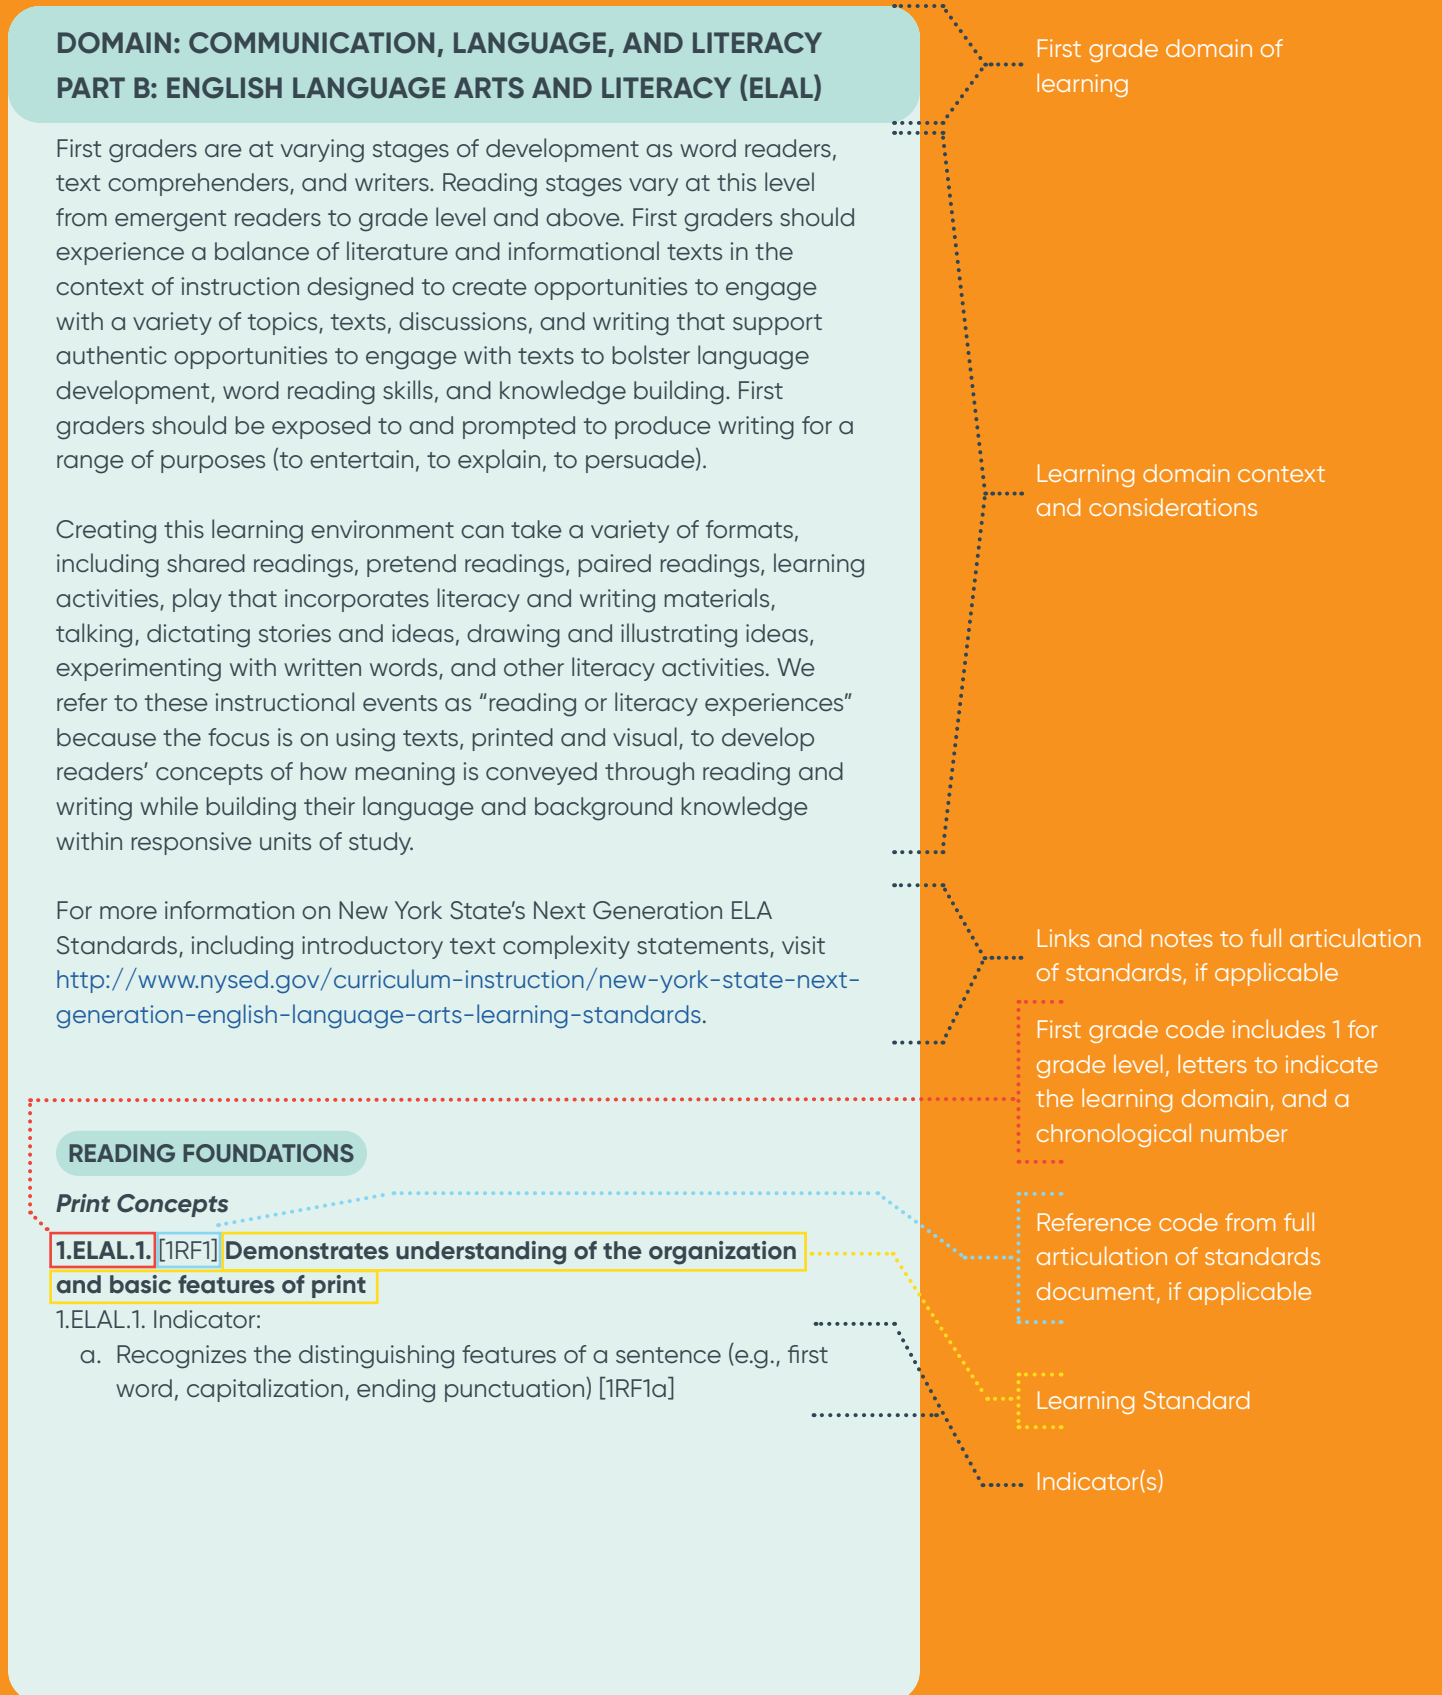 DOMAIN: COMMUNICATION, LANGUAGE, AND LITERACY
PART B: ENGLISH LANGUAGE ARTS AND LITERACY (ELAL)
First graders are at varying stages of development as word readers,
text comprehenders, and writers. Reading stages vary at this level
from emergent readers to grade level and above. First graders should
experience a balance of literature and informational texts in the
context of instruction designed to create opportunities to engage
with a variety of topics, texts, discussions, and writing that support
authentic opportunities to engage with texts to bolster language
development, word reading skills, and knowledge building. First
graders should be exposed to and prompted to produce writing for a
range of purposes (to entertain, to explain, to persuade).
Creating this learning environment can take a variety of formats,
including shared readings, pretend readings, paired readings, learning
activities, play that incorporates literacy and writing materials,
talking, dictating stories and ideas, drawing and illustrating ideas,
experimenting with written words, and other literacy activities. We
refer to these instructional events as “reading or literacy experiences”
because the focus is on using texts, printed and visual, to develop
readers’ concepts of how meaning is conveyed through reading and
writing while building their language and background knowledge
within responsive units of study.
For more information on New York State’s Next Generation ELA
Standards, including introductory text complexity statements, visit
http://www.nysed.gov/curriculum-instruction/new-york-state-next-
generation-english-language-arts-learning-standards.
READING FOUNDATIONS
Print Concepts
1.ELAL.1. [1RF1] Demonstrates understanding of the organization
and basic features of print
1.ELAL.1. Indicator:
a. Recognizes the distinguishing features of a sentence (e.g., first
word, capitalization, ending punctuation) [1RF1a]
First grade domain of
learning
Learning domain context
and considerations
Links and notes to full articulation
of standards, if applicable
First grade code includes 1 for
grade level, letters to indicate
the learning domain, and a
chronological number
Reference code from full
articulation of standards
document, if applicable
Learning Standard
Indicator(s)